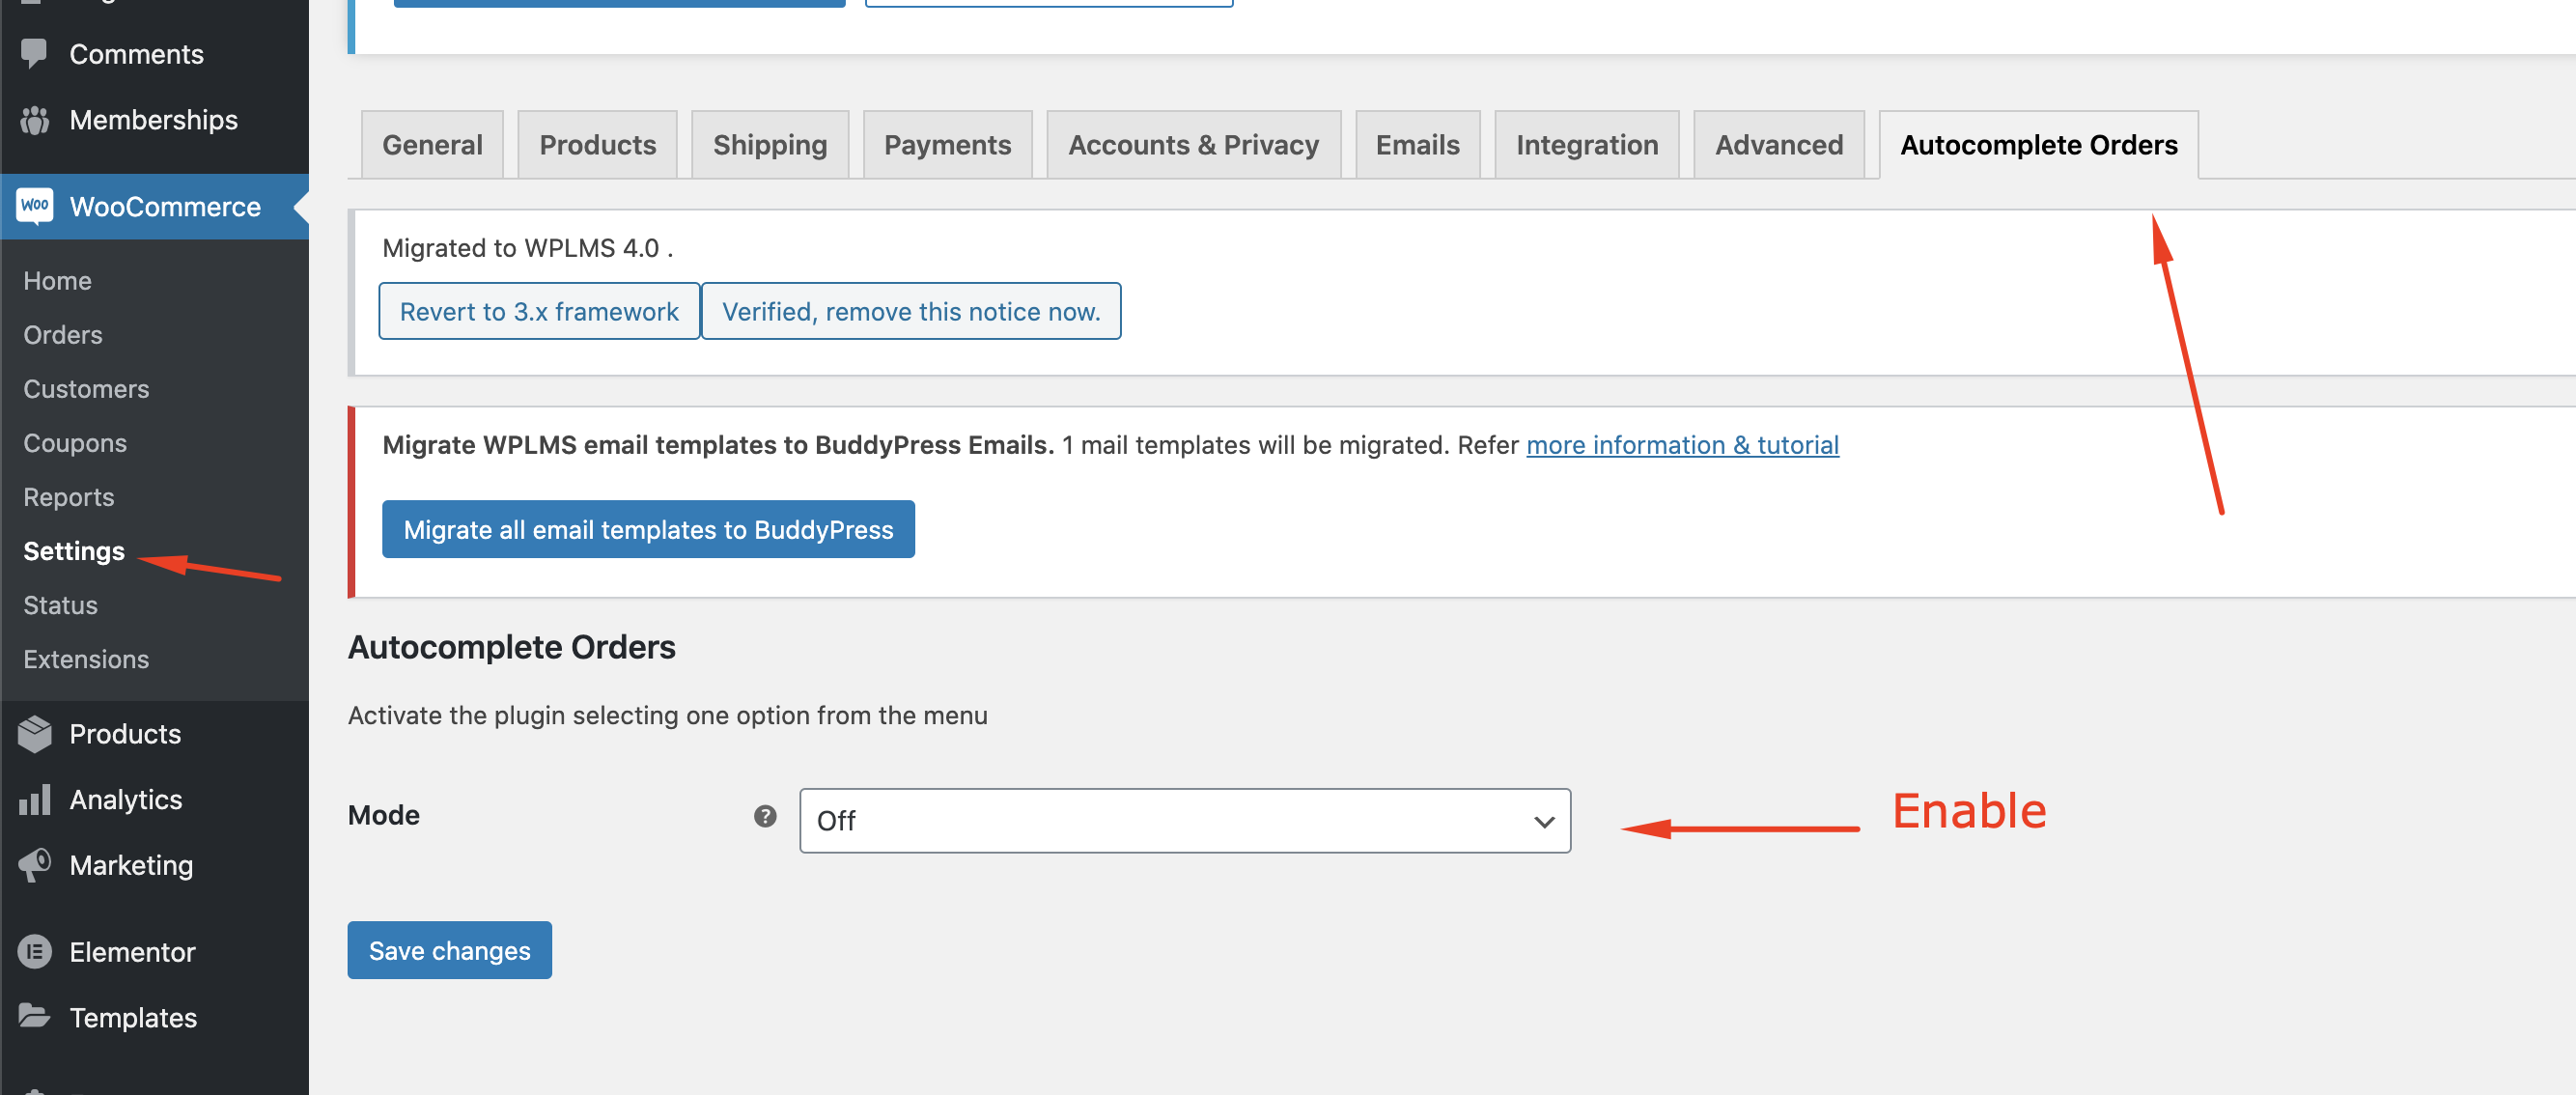 Comments
Memberships
Woo WooCommerce
Home
Orders
Customers
Coupons
Reports
Settings
Status
Extensions
Products
Analytics
Marketing
Elementor
Templates
General Products Shipping Payments Accounts & Privacy Emails Integration Advanced Autocomplete Orders
Migrated to WPLMS 4.0 .
Revert to 3.x framework Verified, remove this notice now.
Migrate WPLMS email templates to BuddyPress Emails. 1 mail templates will be migrated. Refer more information & tutorial
Migrate all email templates to BuddyPress
Autocomplete Orders
Activate the plugin selecting one option from the menu
Mode ? Off Enable
Save changes